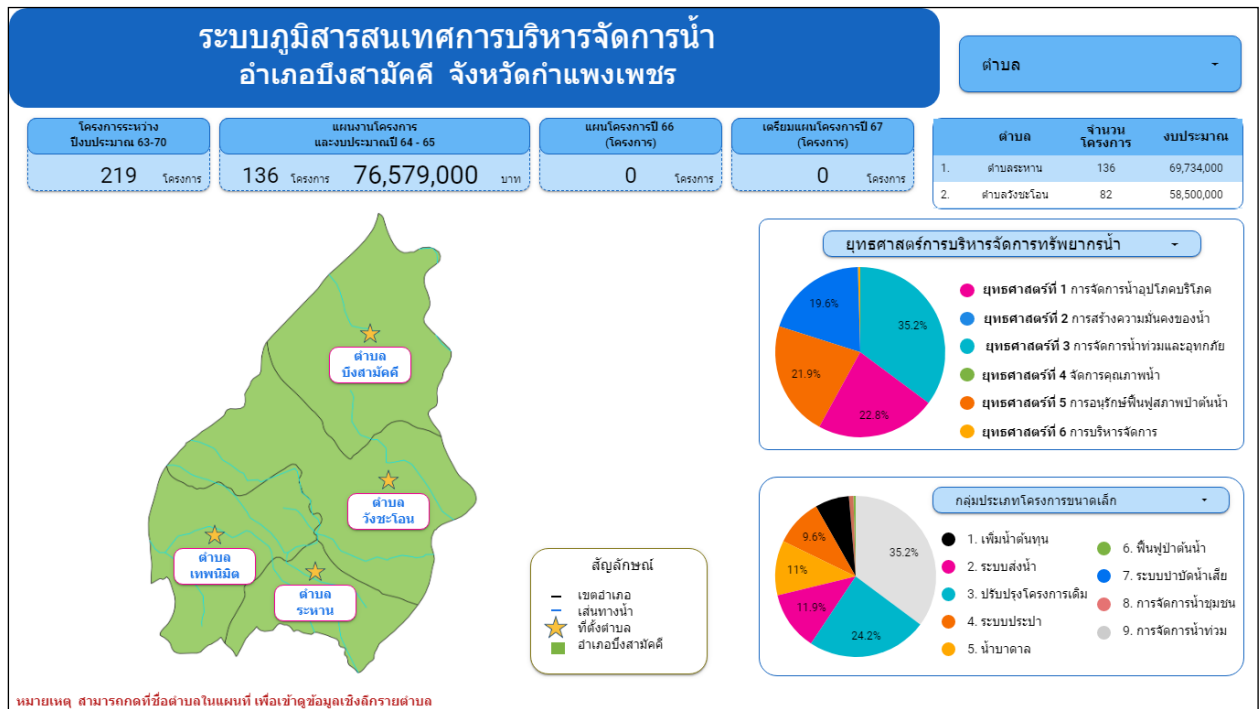 ระบบภูมิสารสนเทศการบริหารจัดการน้ำ
อำเภอบึงสามัคคี จังหวัดกำแพงเพชร
ตำบล
โครงการระหว่าง
ปีงบประมาณ 63-70
219 โครงการ
แผนงานโครงการ
และงบประมาณปี 64 - 65
136 โครงการ 76,579,000 บาท
แผนโครงการปี 66
(โครงการ)
0 โครงการ
เตรียมแผนโครงการปี 67
(โครงการ)
0 โครงการ
ตำบล จำนวน โครงการ งบประมาณ
1. ตำบลระหาน 136 69,734,000
2. ตำบลวังชะโอน 82 58,500,000
ตำบล
บึงสามัคคี
ตำบล
วังชะโอน
ตำบล
เทพนิมิต
ตำบล
ระหาน
สัญลักษณ์
เขตอำเภอ
เส้นทางน้ำ
ที่ตั้งตำบล
อำเภอบึงสามัคคี
ยุทธศาสตร์การบริหารจัดการทรัพยากรน้ำ
19.6%
35.2%
21.9%
22.8%
ยุทธศาสตร์ที่ 1 การจัดการน้ำอุปโภคบริโภค
ยุทธศาสตร์ที่ 2 การสร้างความมั่นคงของน้ำ
ยุทธศาสตร์ที่ 3 การจัดการน้ำท่วมและอุทกภัย
ยุทธศาสตร์ที่ 4 จัดการคุณภาพน้ำ
ยุทธศาสตร์ที่ 5 การอนุรักษ์ฟื้นฟูสภาพป่าต้นน้ำ
ยุทธศาสตร์ที่ 6 การบริหารจัดการ
กลุ่มประเภทโครงการขนาดเล็ก
9.6%
11%
11.9%
24.2%
35.2%
1. เพิ่มน้ำต้นทุน
2. ระบบส่งน้ำ
3. ปรับปรุงโครงการเดิม
4. ระบบประปา
5. น้ำบาดาล
6. ฟื้นฟูป่าต้นน้ำ
7. ระบบบำบัดน้ำเสีย
8. การจัดการน้ำชุมชน
9. การจัดการน้ำท่วม
หมายเหตุ สามารถกดที่ชื่อตำบลในแผนที่ เพื่อเข้าดูข้อมูลเชิงลึกรายตำบล